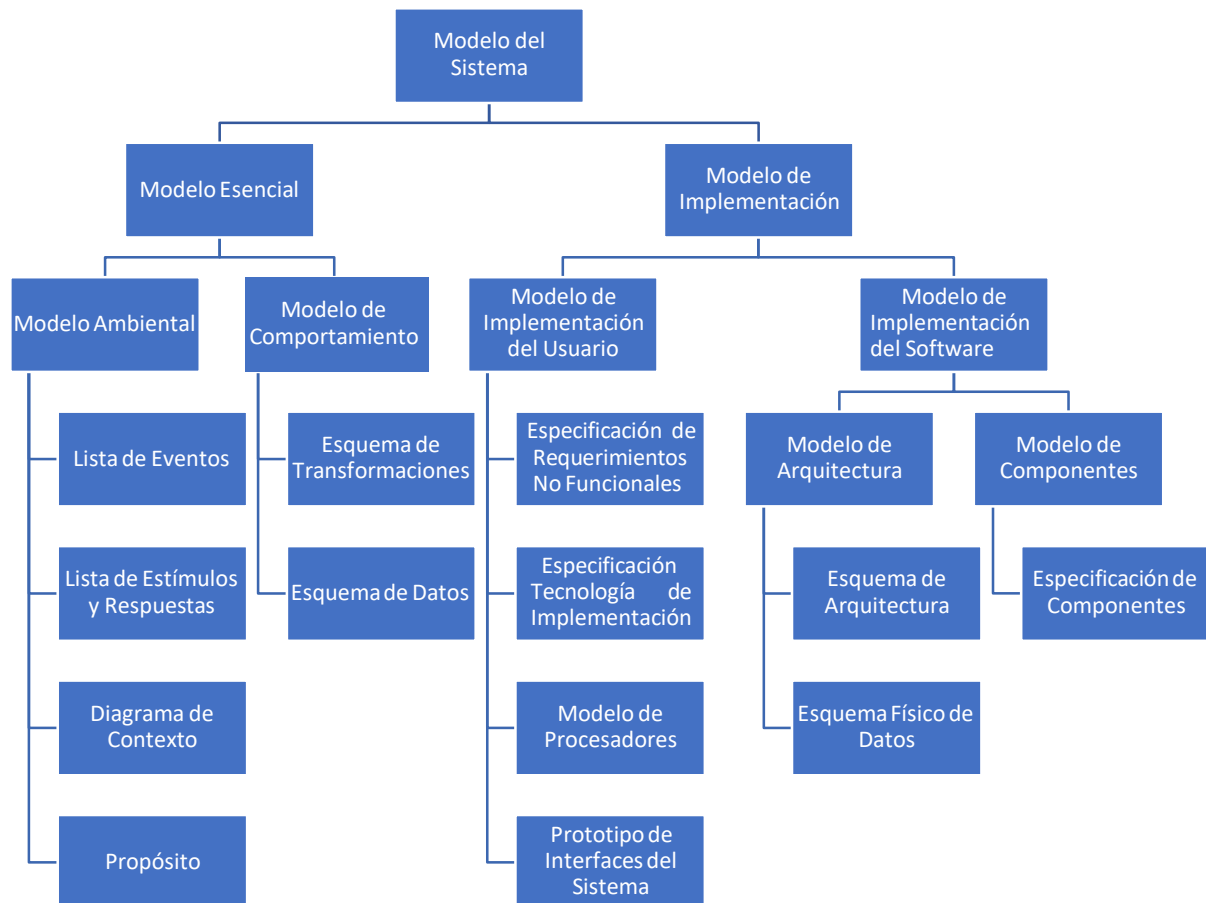 Modelo del
Sistema
Modelo Esencial
Modelo de
Implementación
Modelo Ambiental
Modelo de
Comportamiento
Modelo de
Implementación
del Usuario
Modelo de
Implementación
del Software
Lista de Eventos
Esquema de
Transformaciones
Especificación de
Requerimientos
No Funcionales
Modelo de
Arquitectura
Modelo de
Componentes
Lista de Estímulos
y Respuestas
Esquema de Datos
Especificación
Tecnología de
Implementación
Esquema de
Arquitectura
Especificación de
Componentes
Diagrama de
Contexto
Modelo de
Procesadores
Esquema Físico de
Datos
Propósito
Prototipo de
Interfaces del
Sistema